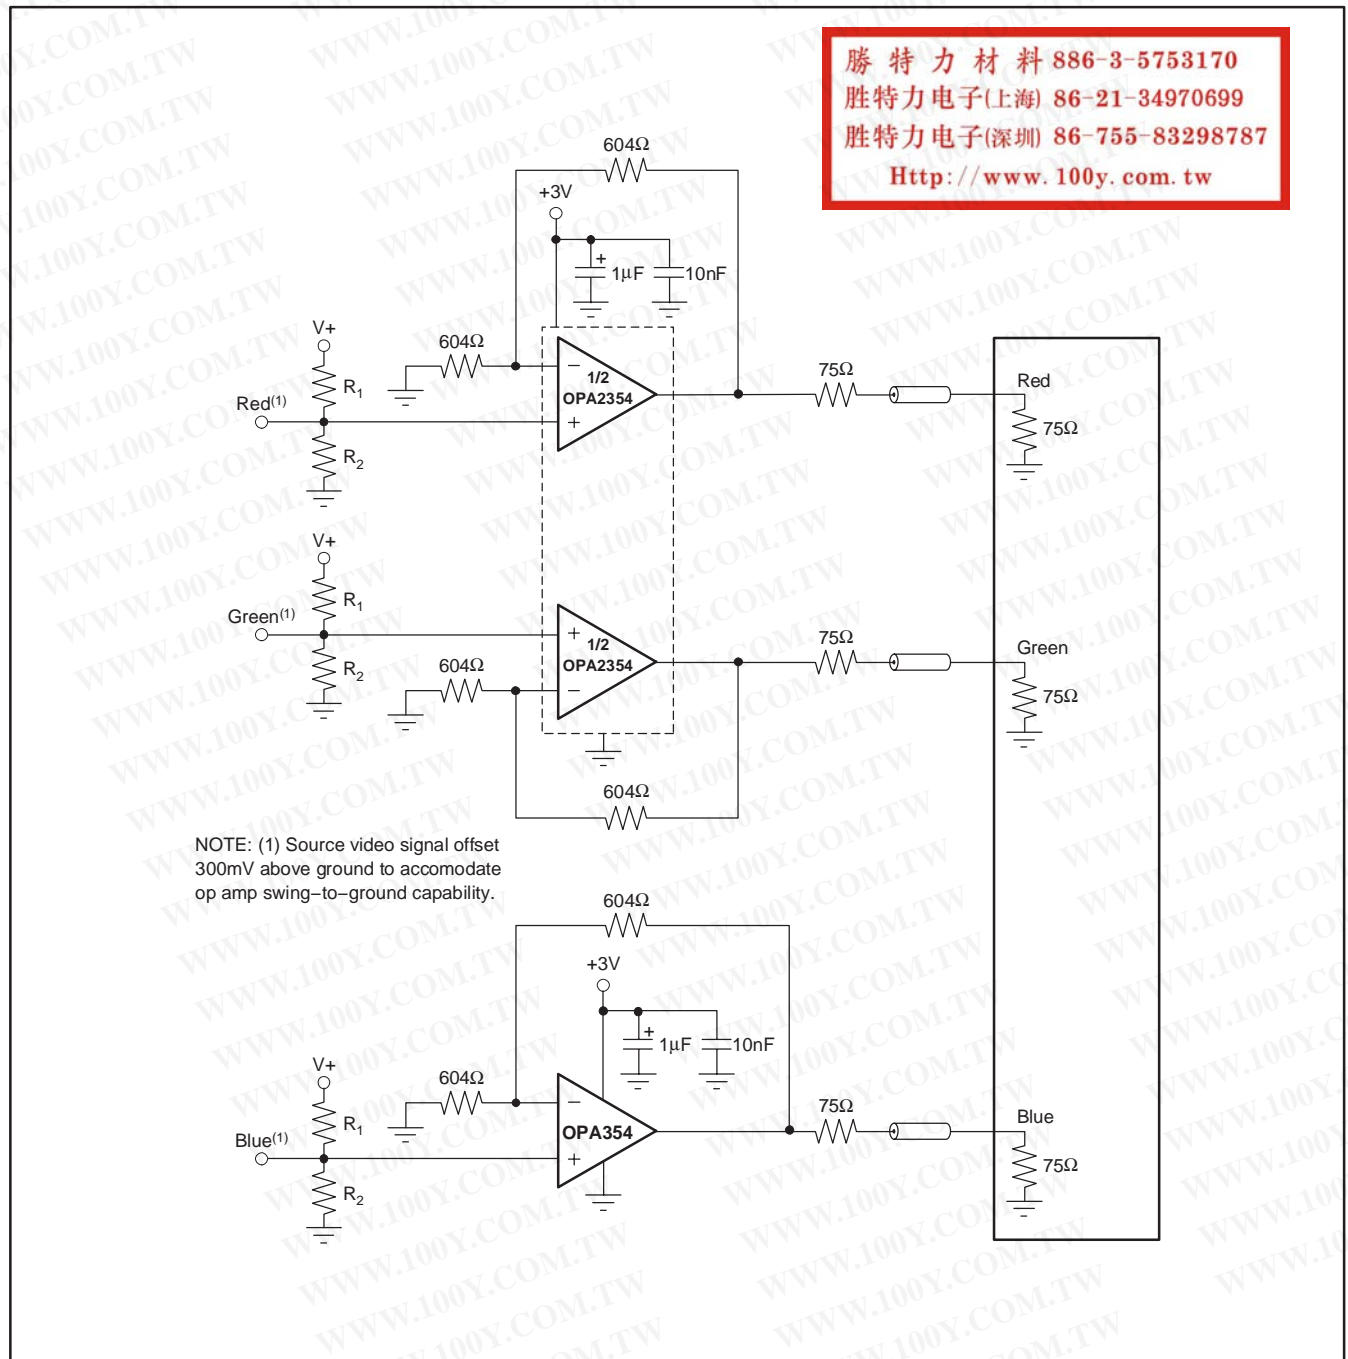 勝特力材料 886-3-5753170
胜特力电子(上海) 86-21-34970699
胜特力电子(深圳) 86-755-83298787
Http://www.100y.com.tw
604Ω
+3V
+
1μF
10nF
V+
604Ω
R1
−
1/2
OPA2354
+
Red(1)
R2
75Ω
Red
75Ω
V+
R1
Green(1)
+
1/2
OPA2354
−
R2
604Ω
75Ω
Green
75Ω
604Ω
NOTE: (1) Source video signal offset
300mV above ground to accomodate
op amp swing−to−ground capability.
604Ω
+3V
+
1μF
10nF
V+
604Ω
R1
−
OPA354
+
Blue(1)
R2
75Ω
Blue
75Ω
WWW.100Y.COM.TW